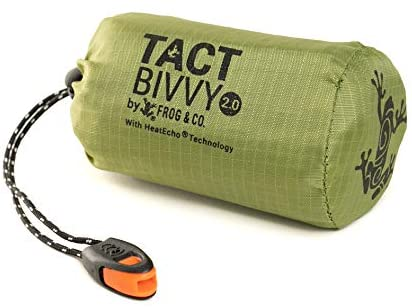 TACT
BIVVY 2.0
by FROG & CO.
With HeatEcho® Technology